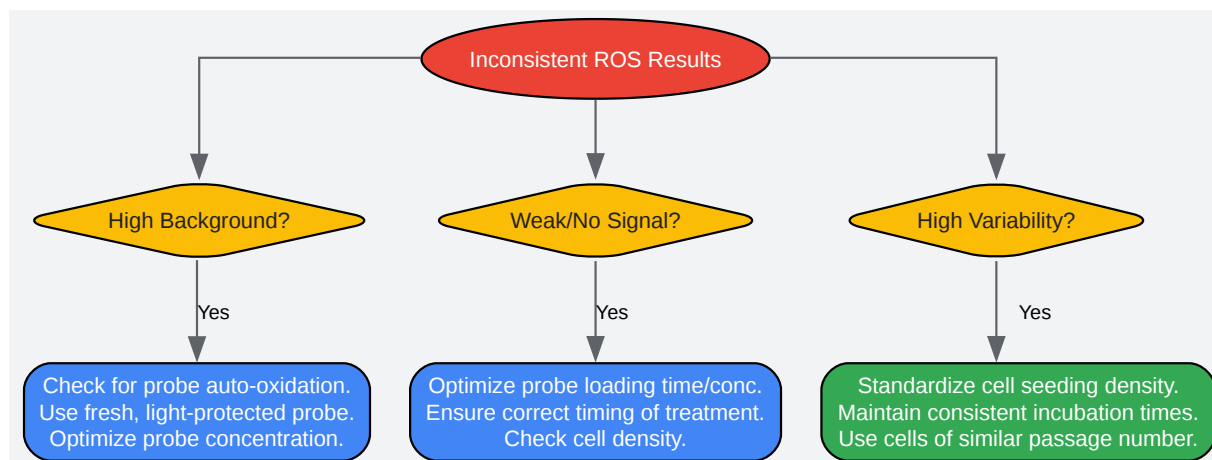 Inconsistent ROS Results
High Background?
Weak/No Signal?
High Variability?
Yes
Yes
Yes
Check for probe auto-oxidation.
Use fresh, light-protected probe.
Optimize probe concentration.
Optimize probe loading time/conc.
Ensure correct timing of treatment.
Check cell density.
Standardize cell seeding density.
Maintain consistent incubation times.
Use cells of similar passage number.